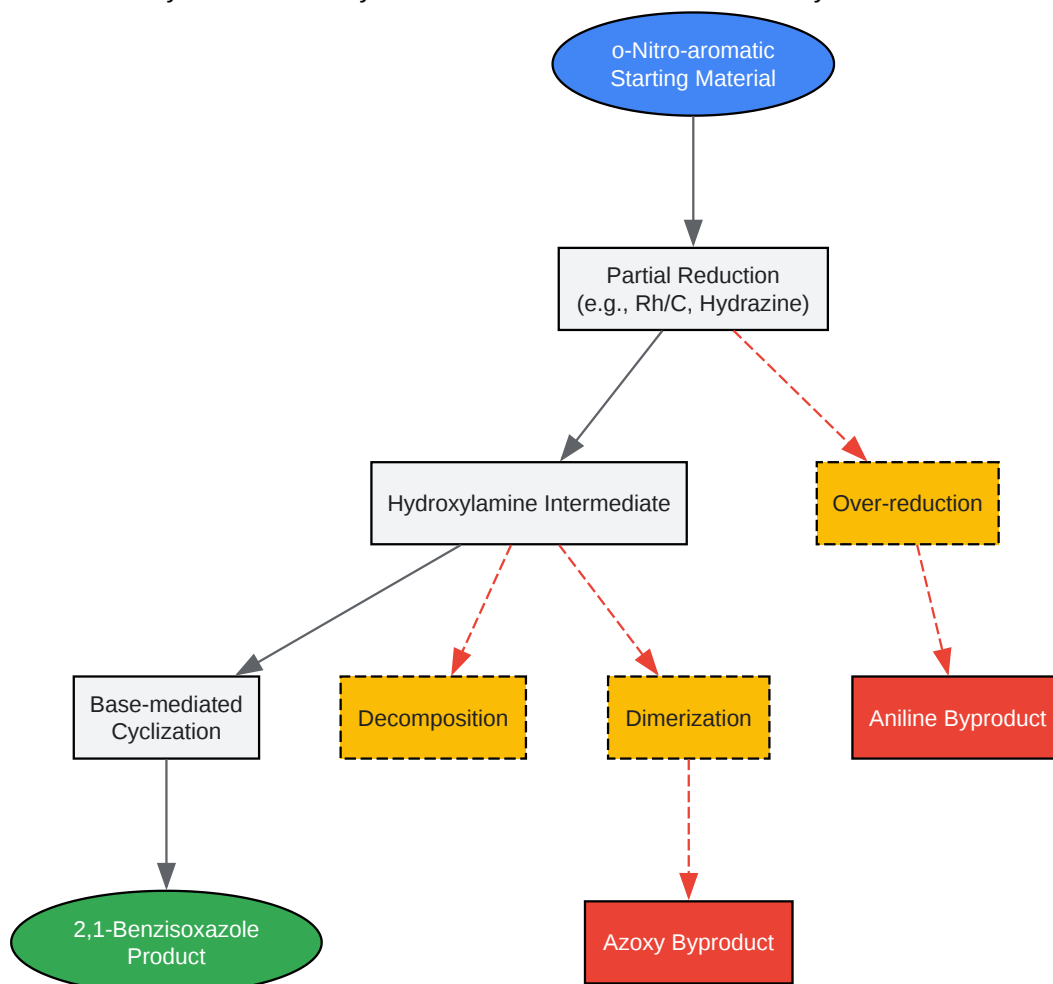 o-Nitro-aromatic
Starting Material
Partial Reduction
(e.g., Rh/C, Hydrazine)
Hydroxylamine Intermediate
Over-reduction
Base-mediated
Cyclization
Decomposition
Dimerization
Aniline Byproduct
2,1-Benzisoxazole
Product
Azoxy Byproduct